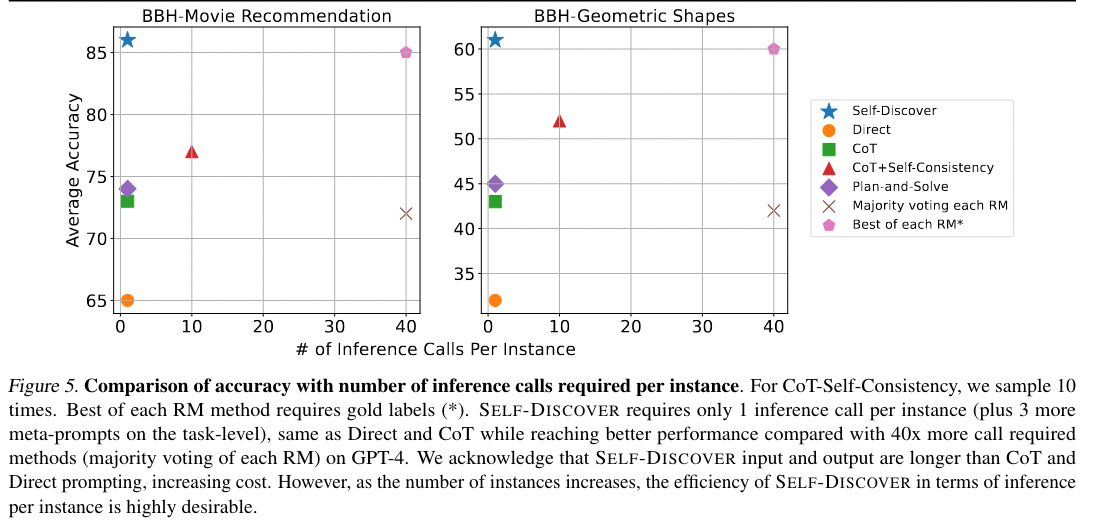 BBH-Movie Recommendation
85
80
75
70
65
0 10 20 30 40
Average Accuracy
BBH-Geometric Shapes
60
55
50
45
40
35
0 10 20 30 40
# of Inference Calls Per Instance
Self-Discover
Direct
CoT
CoT+Self-Consistency
Plan-and-Solve
Majority voting each RM
Best of each RM*
Figure 5. Comparison of accuracy with number of inference calls required per instance. For CoT-Self-Consistency, we sample 10
times. Best of each RM method requires gold labels (*). SELF-DISCOVER requires only 1 inference call per instance (plus 3 more
meta-prompts on the task-level), same as Direct and CoT while reaching better performance compared with 40x more call required
methods (majority voting of each RM) on GPT-4. We acknowledge that SELF-DISCOVER input and output are longer than CoT and
Direct prompting, increasing cost. However, as the number of instances increases, the efficiency of SELF-DISCOVER in terms of inference
per instance is highly desirable.